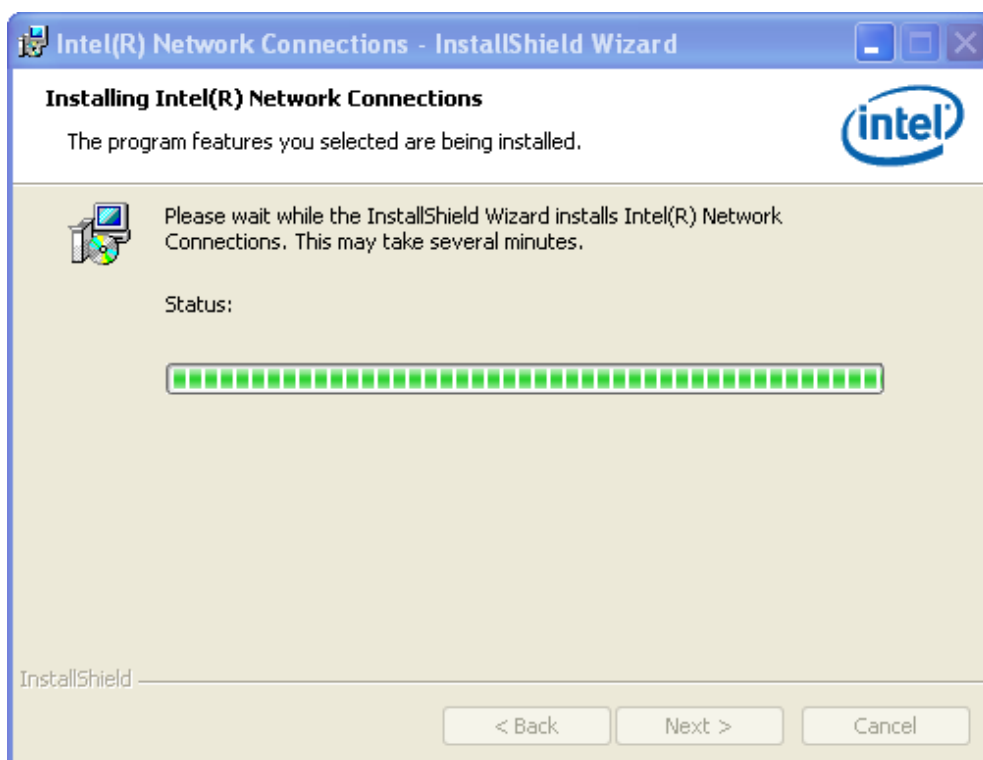 Intel(R) Network Connections - InstallShield Wizard
Installing Intel(R) Network Connections
The program features you selected are being installed.
intel
Please wait while the InstallShield Wizard installs Intel(R) Network
Connections. This may take several minutes.
Status:
InstallShield
< Back
Next >
Cancel